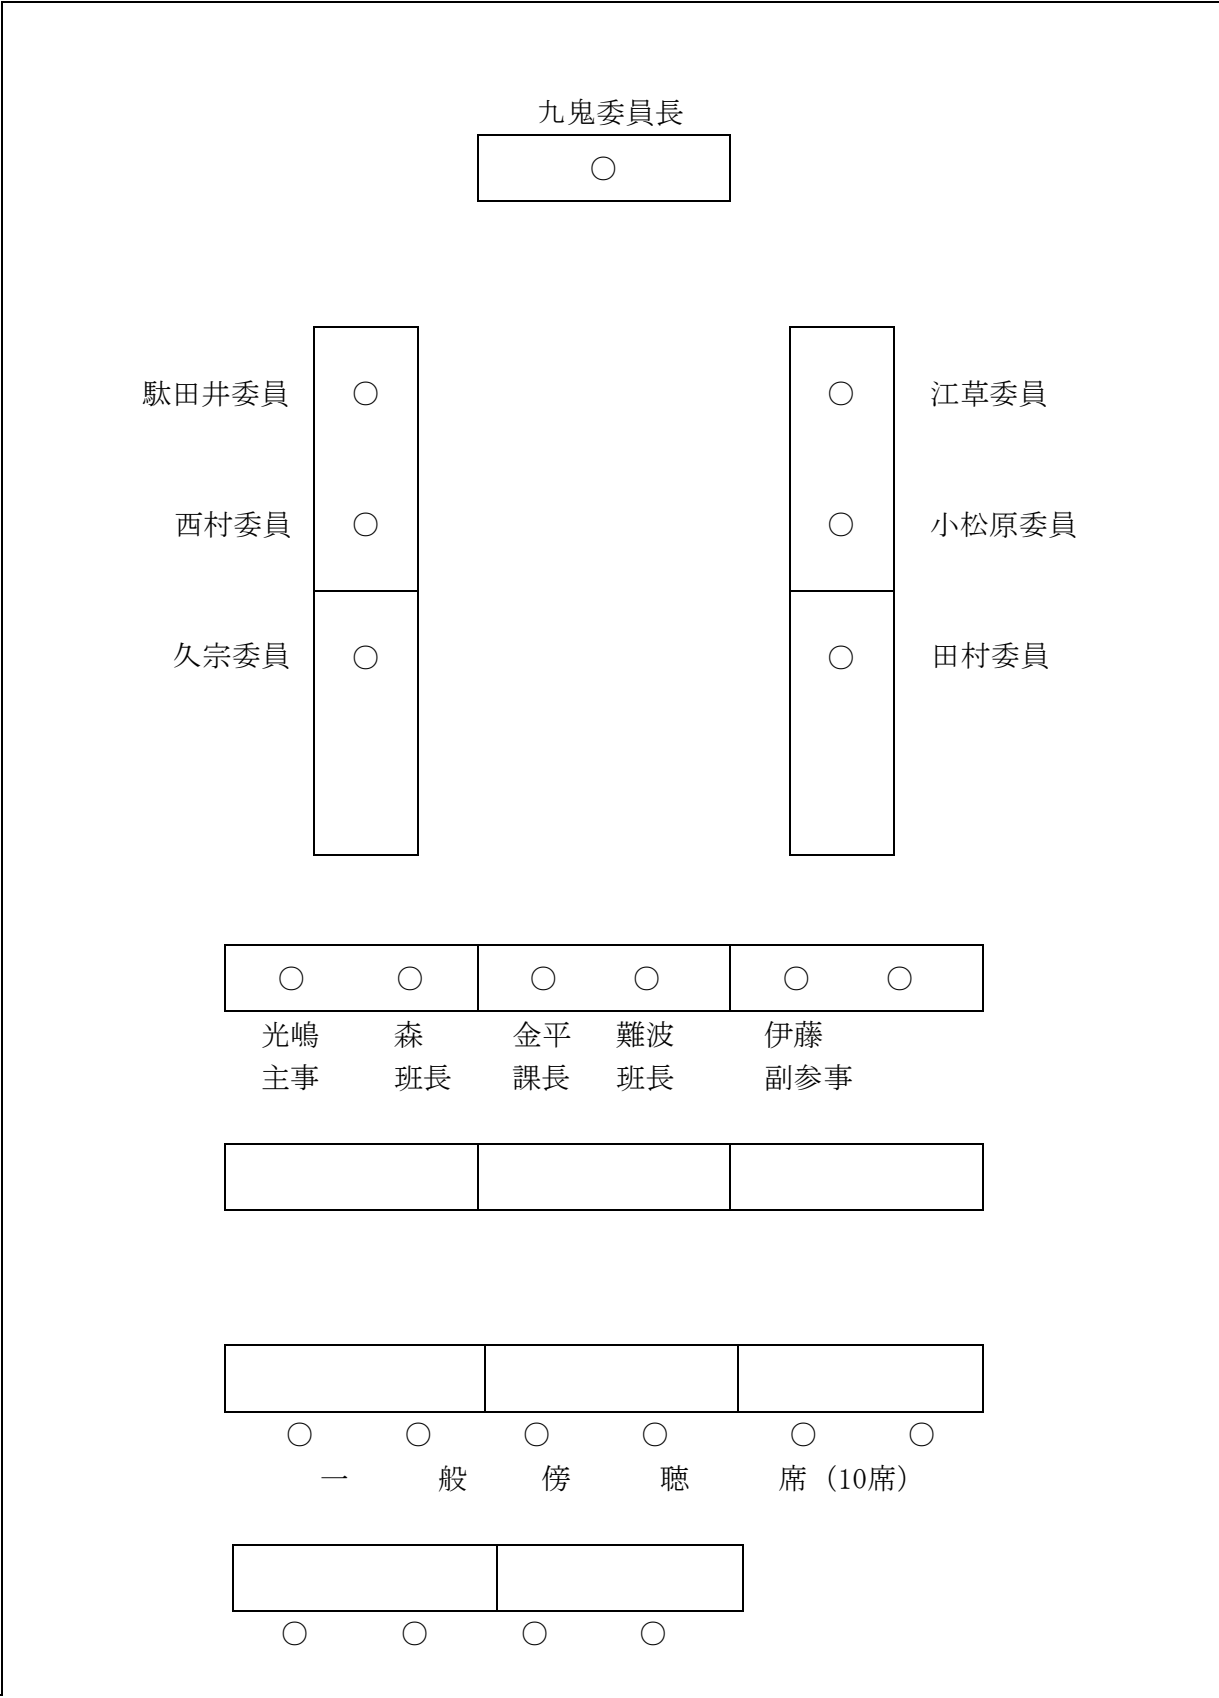 九鬼委員長
○
駄田井委員 ○ ○ 江草委員
西村委員 ○ ○ 小松原委員
久宗委員 ○ ○ 田村委員
○ ○ ○ ○ ○ ○
光嶋 森 金平 難波 伊藤
主事 班長 課長 班長 副参事
○ ○ ○ ○ ○ ○
一 般 傍 聴 席（10席）
○ ○ ○ ○